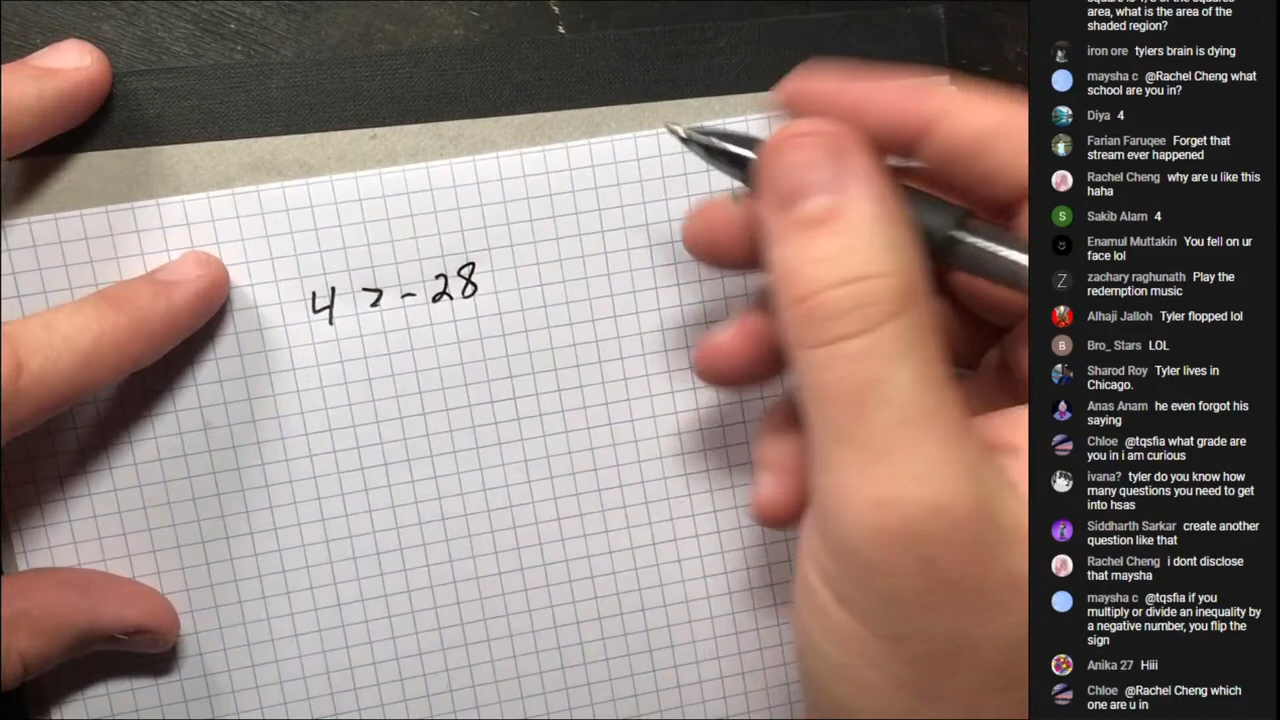 4 > - 28
square is 4/5 of the squares
area, what is the area of the
shaded region?
iron ore tylers brain is dying
maysha c @Rachel Cheng what
school are you in?
Diya 4
Farian Faruqee Forget that
stream ever happened
Rachel Cheng why are u like this
haha
S Sakib Alam 4
Enamul Muttakin You fell on ur
face lol
Z zachary raghunath Play the
redemption music
Alhaji Jalloh Tyler flopped lol
B Bro_ Stars LOL
Sharod Roy Tyler lives in
Chicago.
Anas Anam he even forgot his
saying
Chloe @tqsfia what grade are
you in i am curious
ivana? tyler do you know how
many questions you need to get
into hsas
Siddharth Sarkar create another
question like that
Rachel Cheng i dont disclose
that maysha
maysha c @tqsfia if you
multiply or divide an inequality by
a negative number, you flip the
sign
Anika 27 Hiii
Chloe @Rachel Cheng which
one are u in